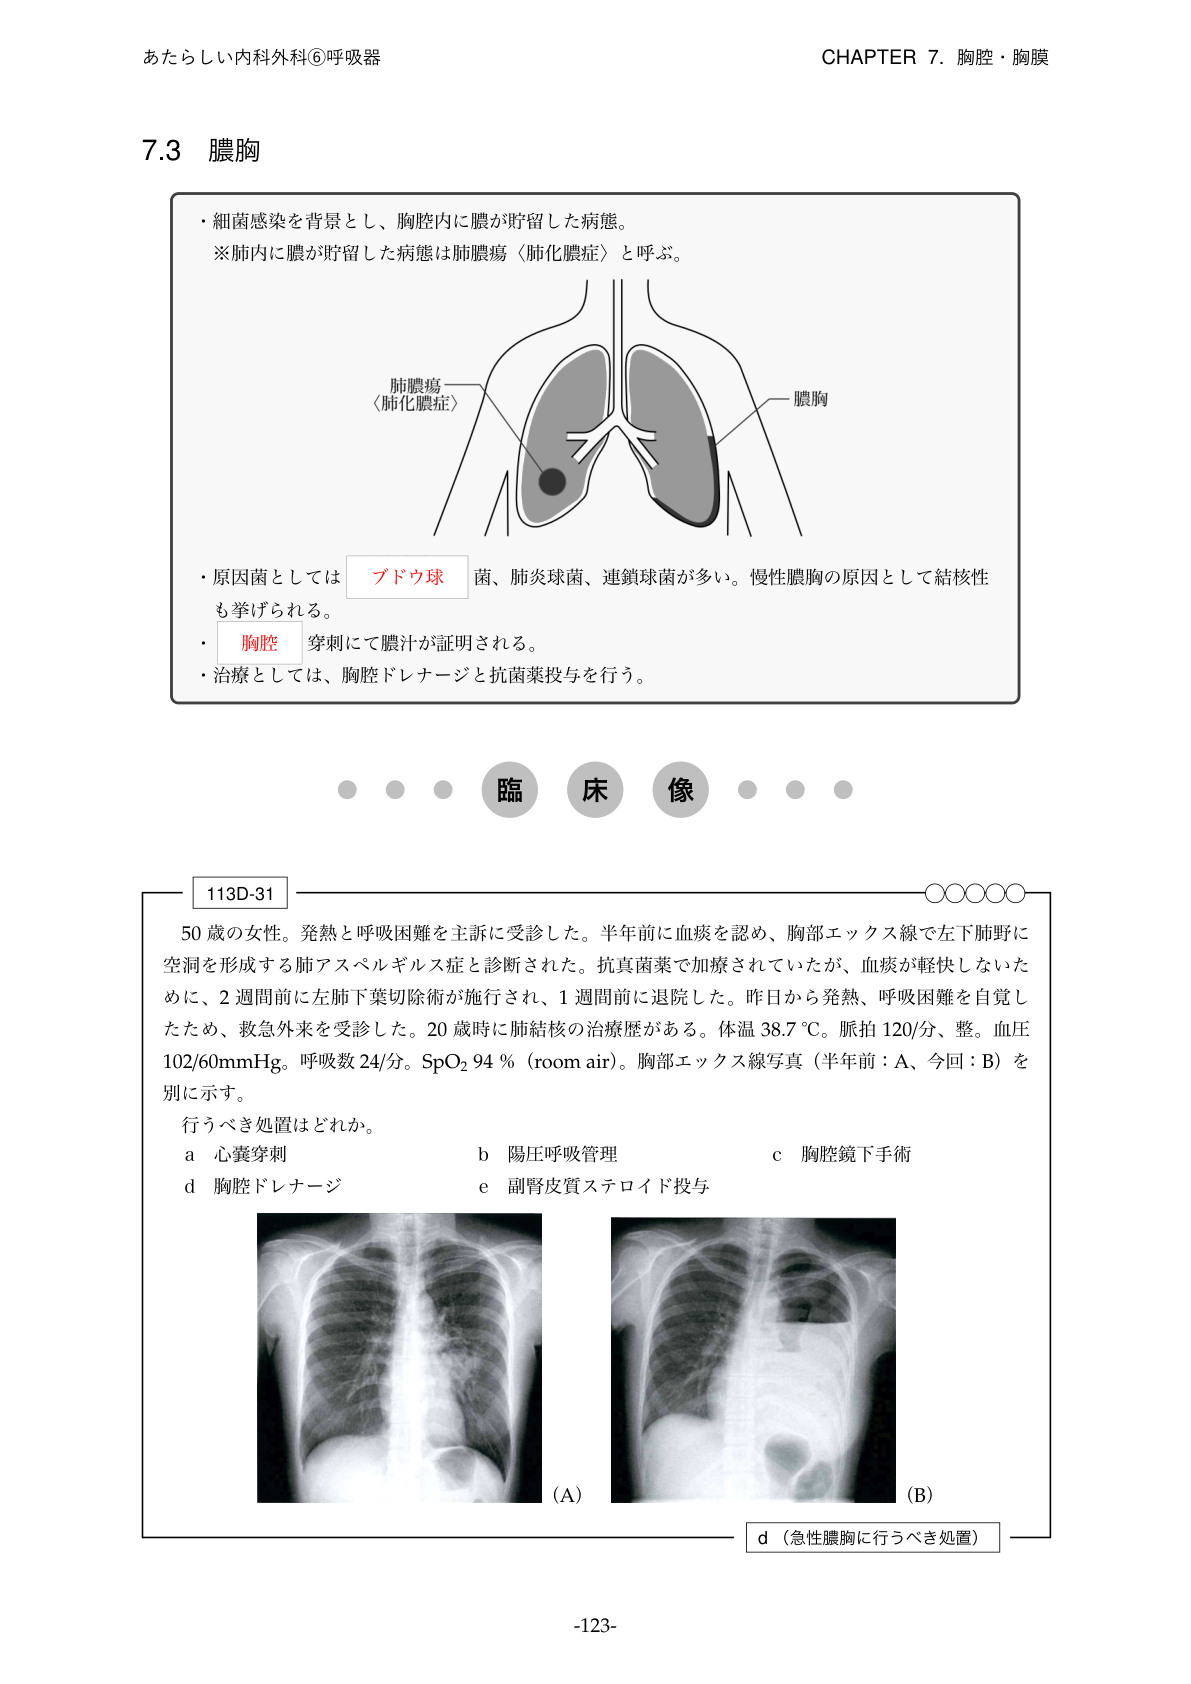 あたらしい内科外科⑥呼吸器
CHAPTER 7. 胸腔・胸膜
7.3 膿胸
・細菌感染を背景とし、胸腔内に膿が貯留した病態。
※肺内に膿が貯留した病態は肺膿瘍〈肺化膿症〉と呼ぶ。
肺膿瘍
〈肺化膿症〉
膿胸
・原因菌としては ブドウ球 菌、肺炎球菌、連鎖球菌が多い。慢性膿胸の原因として結核性
も挙げられる。
・ 胸腔 穿刺にて膿汁が証明される。
・治療としては、胸腔ドレナージと抗菌薬投与を行う。
臨床像
113D-31
50 歳の女性。発熱と呼吸困難を主訴に受診した。半年前に血痰を認め、胸部エックス線で左下肺野に
空洞を形成する肺アスペルギルス症と診断された。抗真菌薬で加療されていたが、血痰が軽快しないた
めに、2 週間前に左肺下葉切除術が施行され、1 週間前に退院した。昨日から発熱、呼吸困難を自覚し
たため、救急外来を受診した。20 歳時に肺結核の治療歴がある。体温 38.7 ℃。脈拍 120/分、整。血圧
102/60mmHg。呼吸数 24/分。SpO₂ 94 %（room air）。胸部エックス線写真（半年前：A、今回：B）を
別に示す。
行うべき処置はどれか。
a 心嚢穿刺 b 陽圧呼吸管理 c 胸腔鏡下手術
d 胸腔ドレナージ e 副腎皮質ステロイド投与
（A） （B）
d （急性膿胸に行うべき処置）
-123-